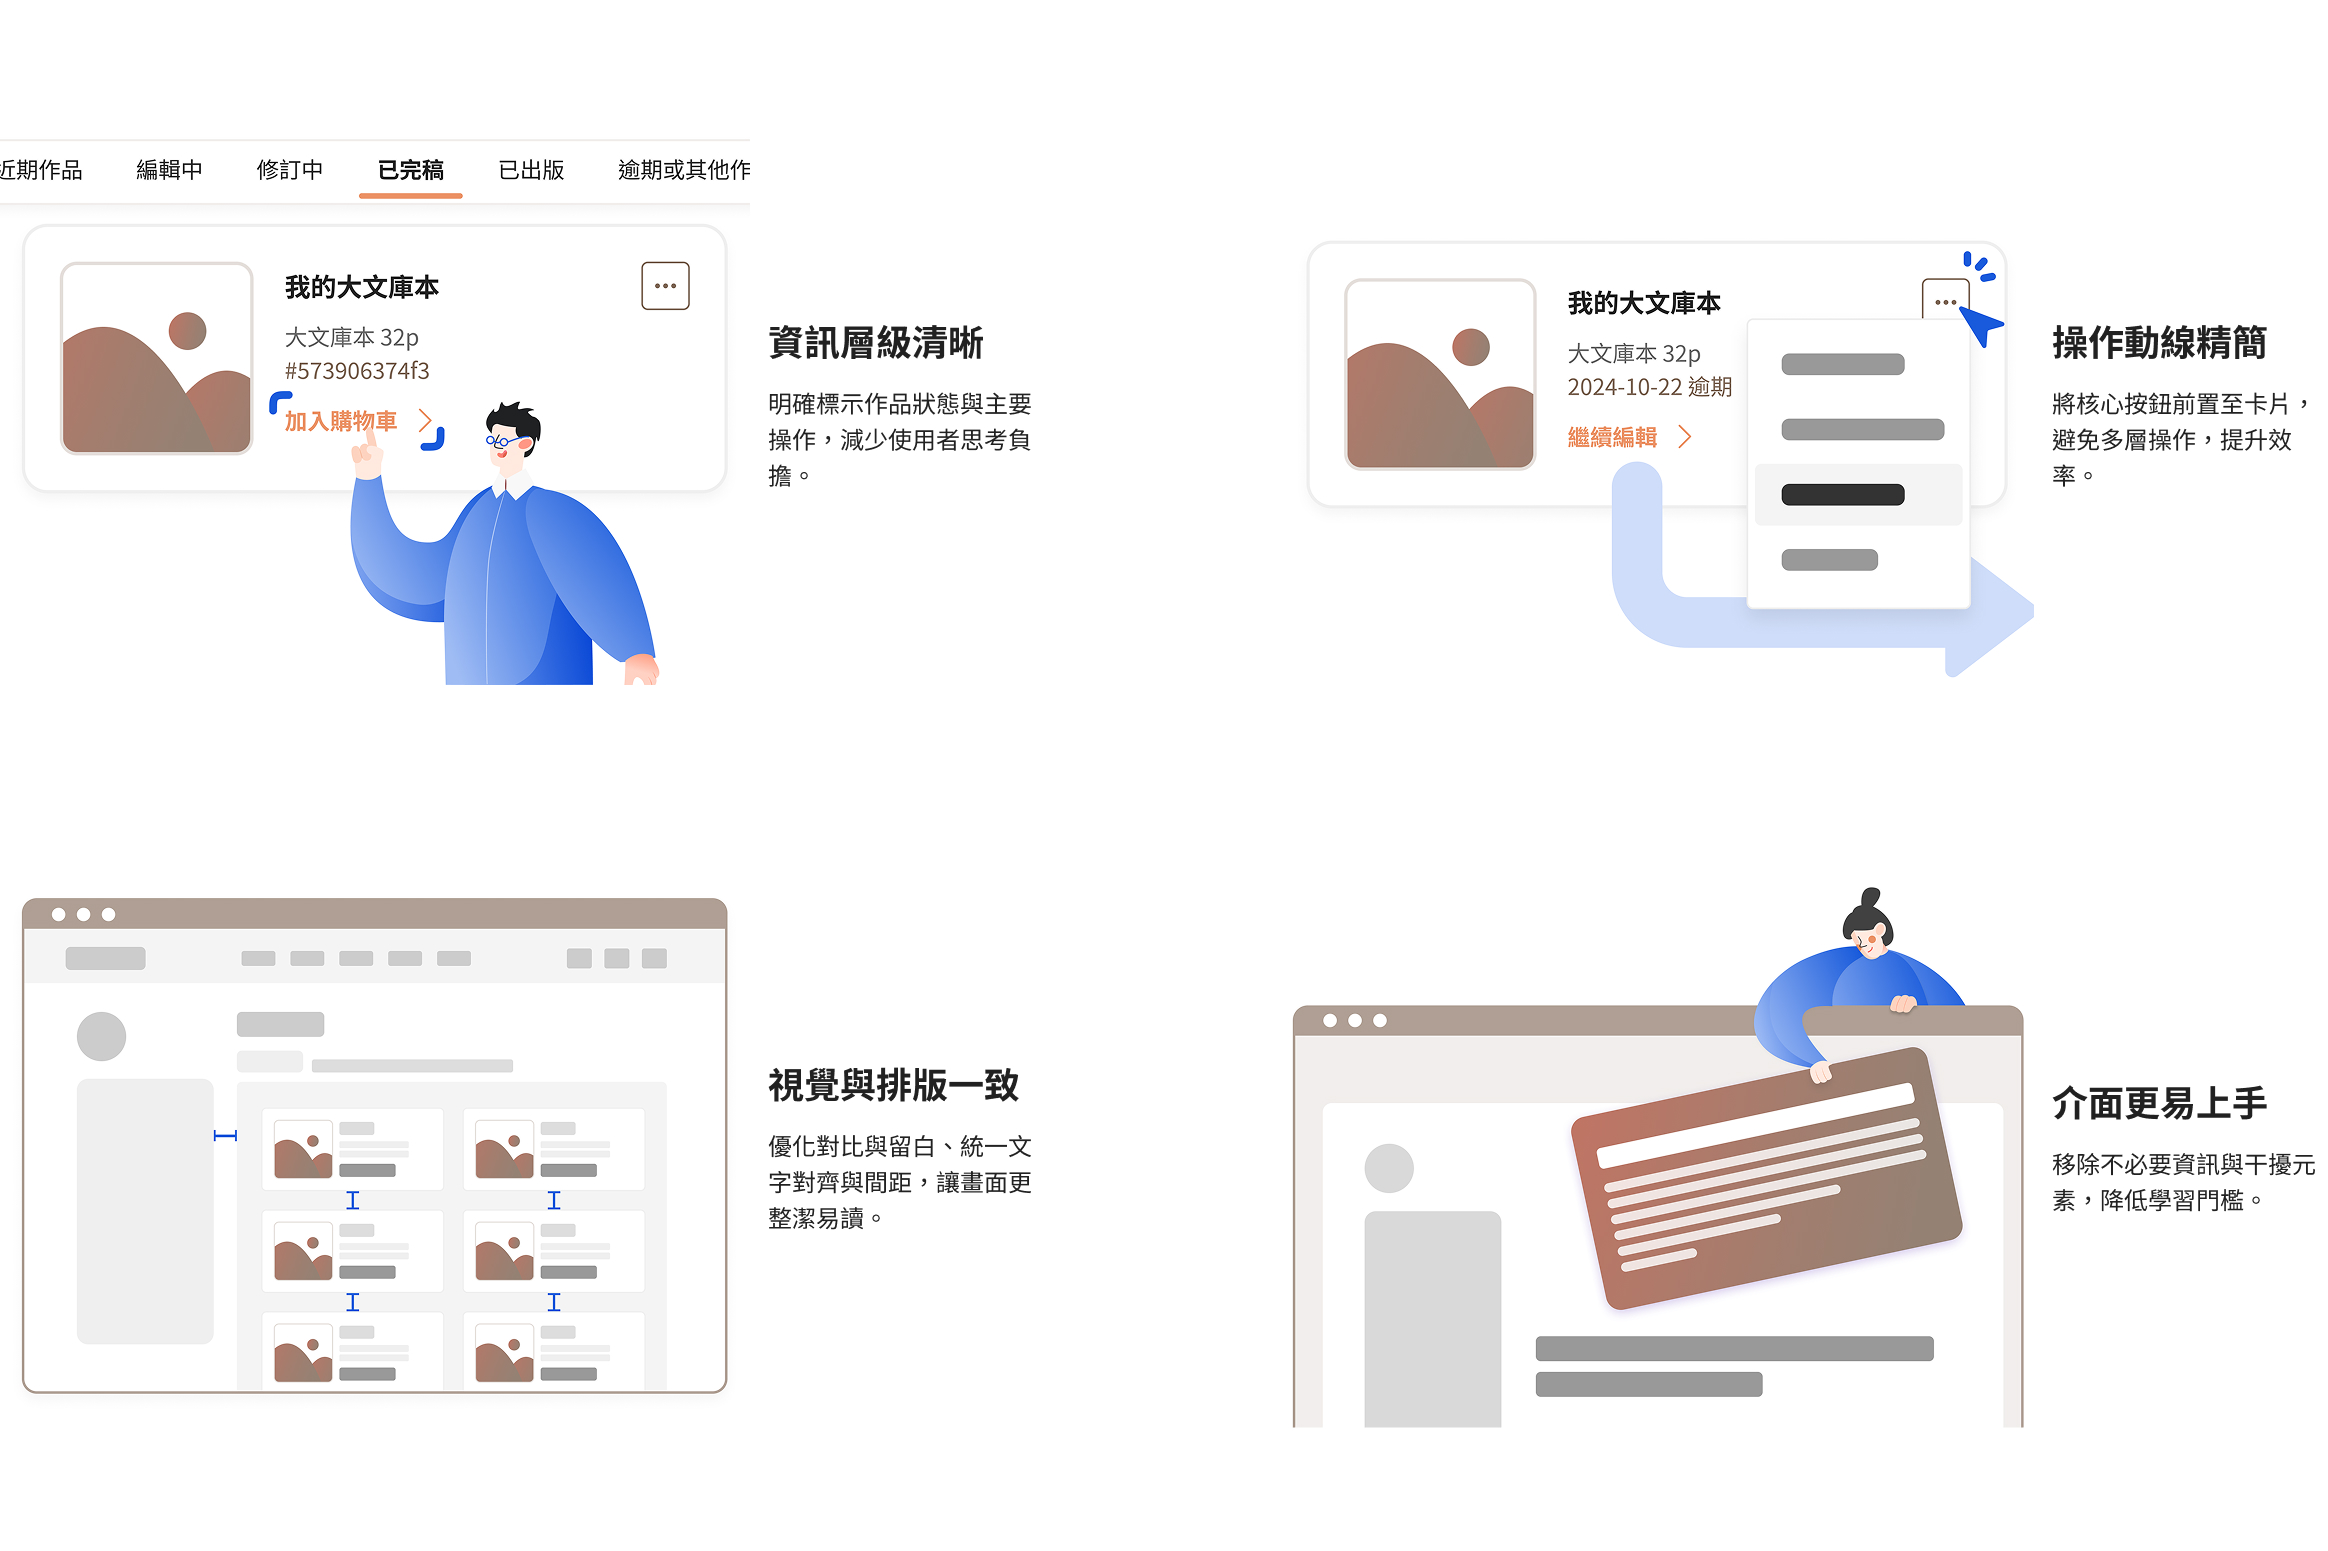 近期作品 編輯中 修訂中 已完稿 已出版 逾期或其他作
我的大文庫本
大文庫本 32p
#573906374f3
加入購物車
資訊層級清晰
明確標示作品狀態與主要
操作，減少使用者思考負
擔。
我的大文庫本
大文庫本 32p
2024-10-22 逾期
繼續編輯
操作動線精簡
將核心按鈕前置至卡片，
避免多層操作，提升效
率。
視覺與排版一致
優化對比與留白、統一文
字對齊與間距，讓畫面更
整潔易讀。
介面更易上手
移除不必要資訊與干擾元
素，降低學習門檻。